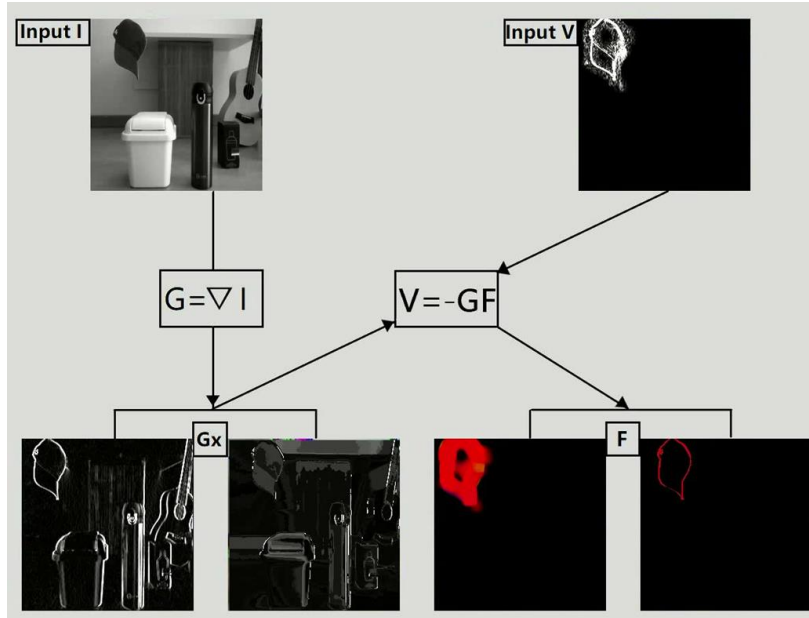 Input I
Input V
G=▽ I
V=-GF
Gx
F